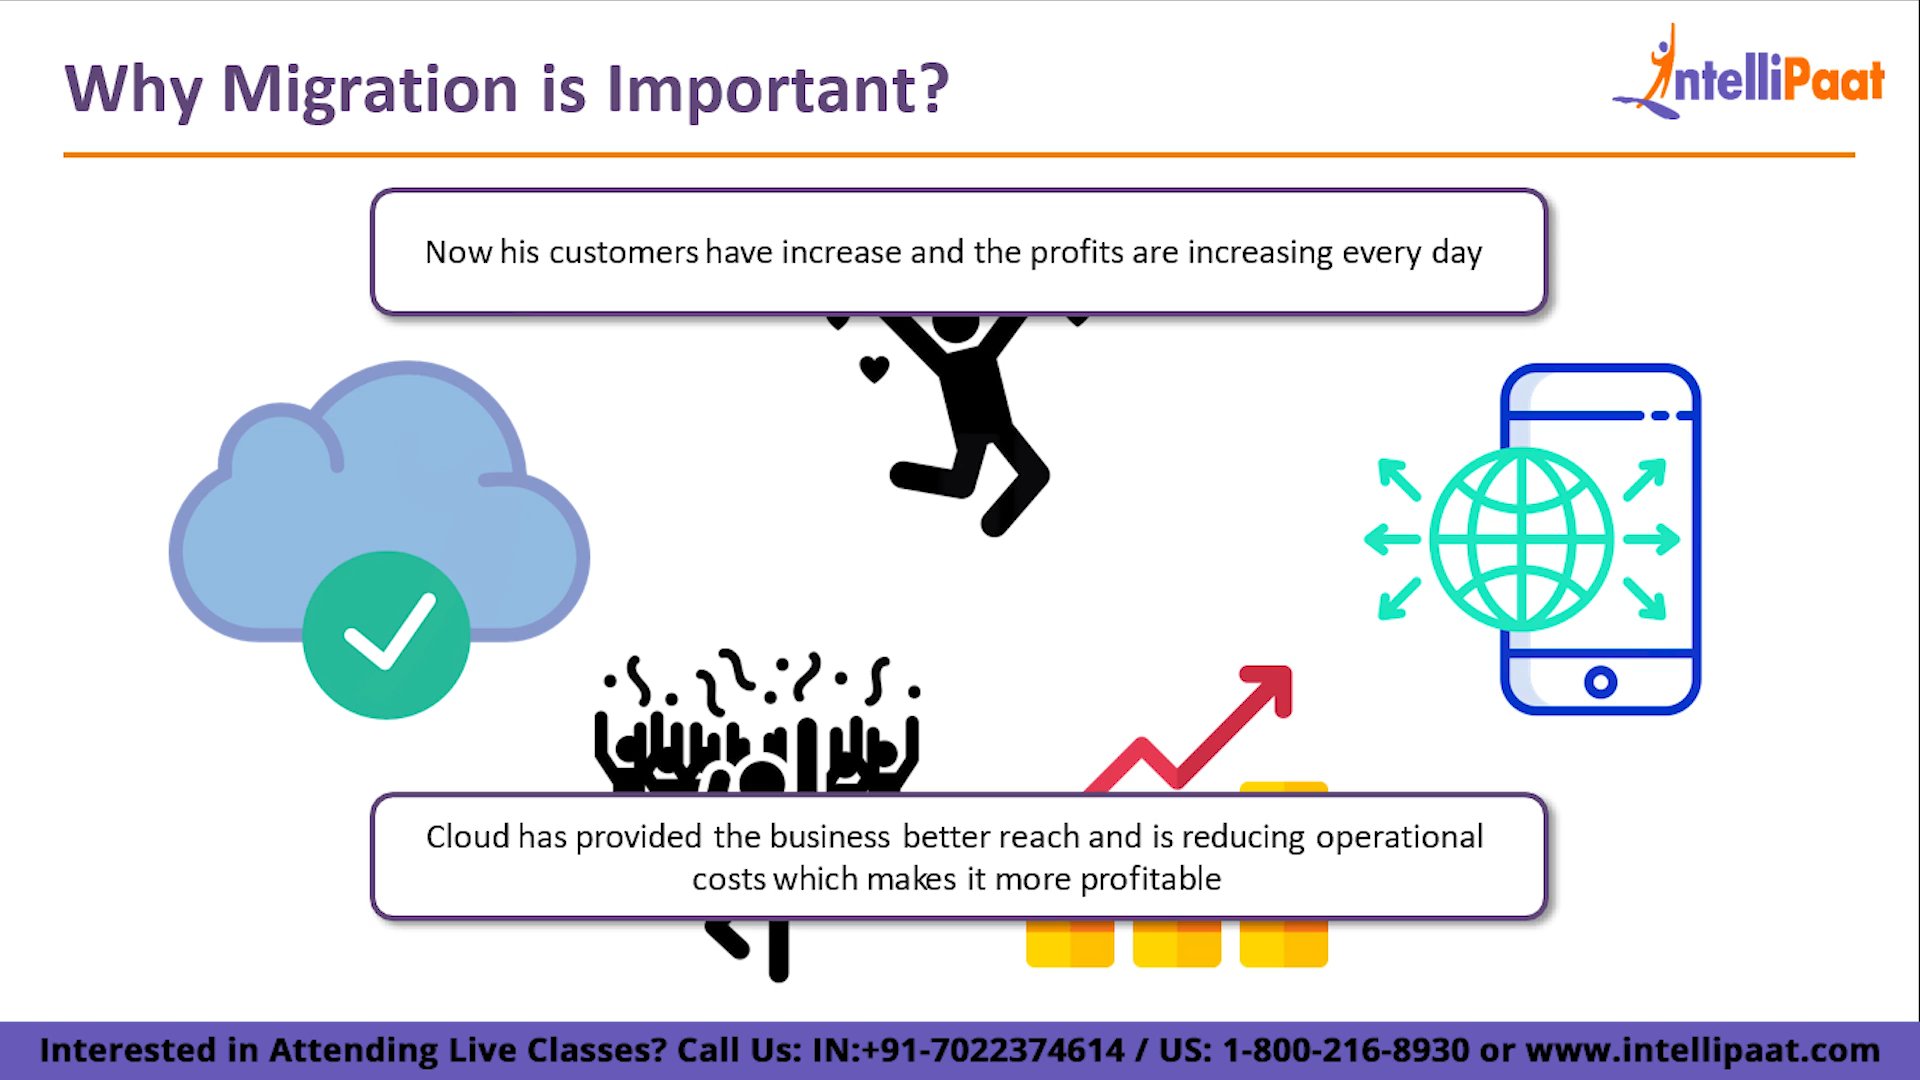 Why Migration is Important?
IntelliPaat
Now his customers have increase and the profits are increasing every day
Cloud has provided the business better reach and is reducing operational
costs which makes it more profitable
Interested in Attending Live Classes? Call Us: IN:+91-7022374614 / US: 1-800-216-8930 or www.intellipaat.com